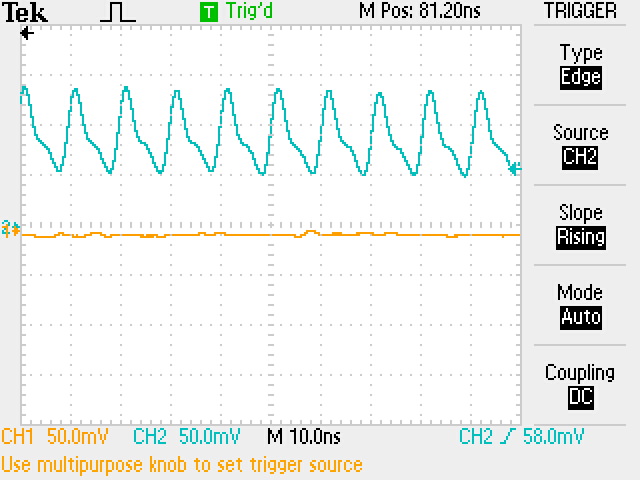 Tek T Trig'd M Pos: 81.20ns TRIGGER
Type
Edge
Source
CH2
Slope
Rising
Mode
Auto
Coupling
DC
CH1 50.0mV CH2 50.0mV M 10.0ns CH2 58.0mV
Use multipurpose knob to set trigger source